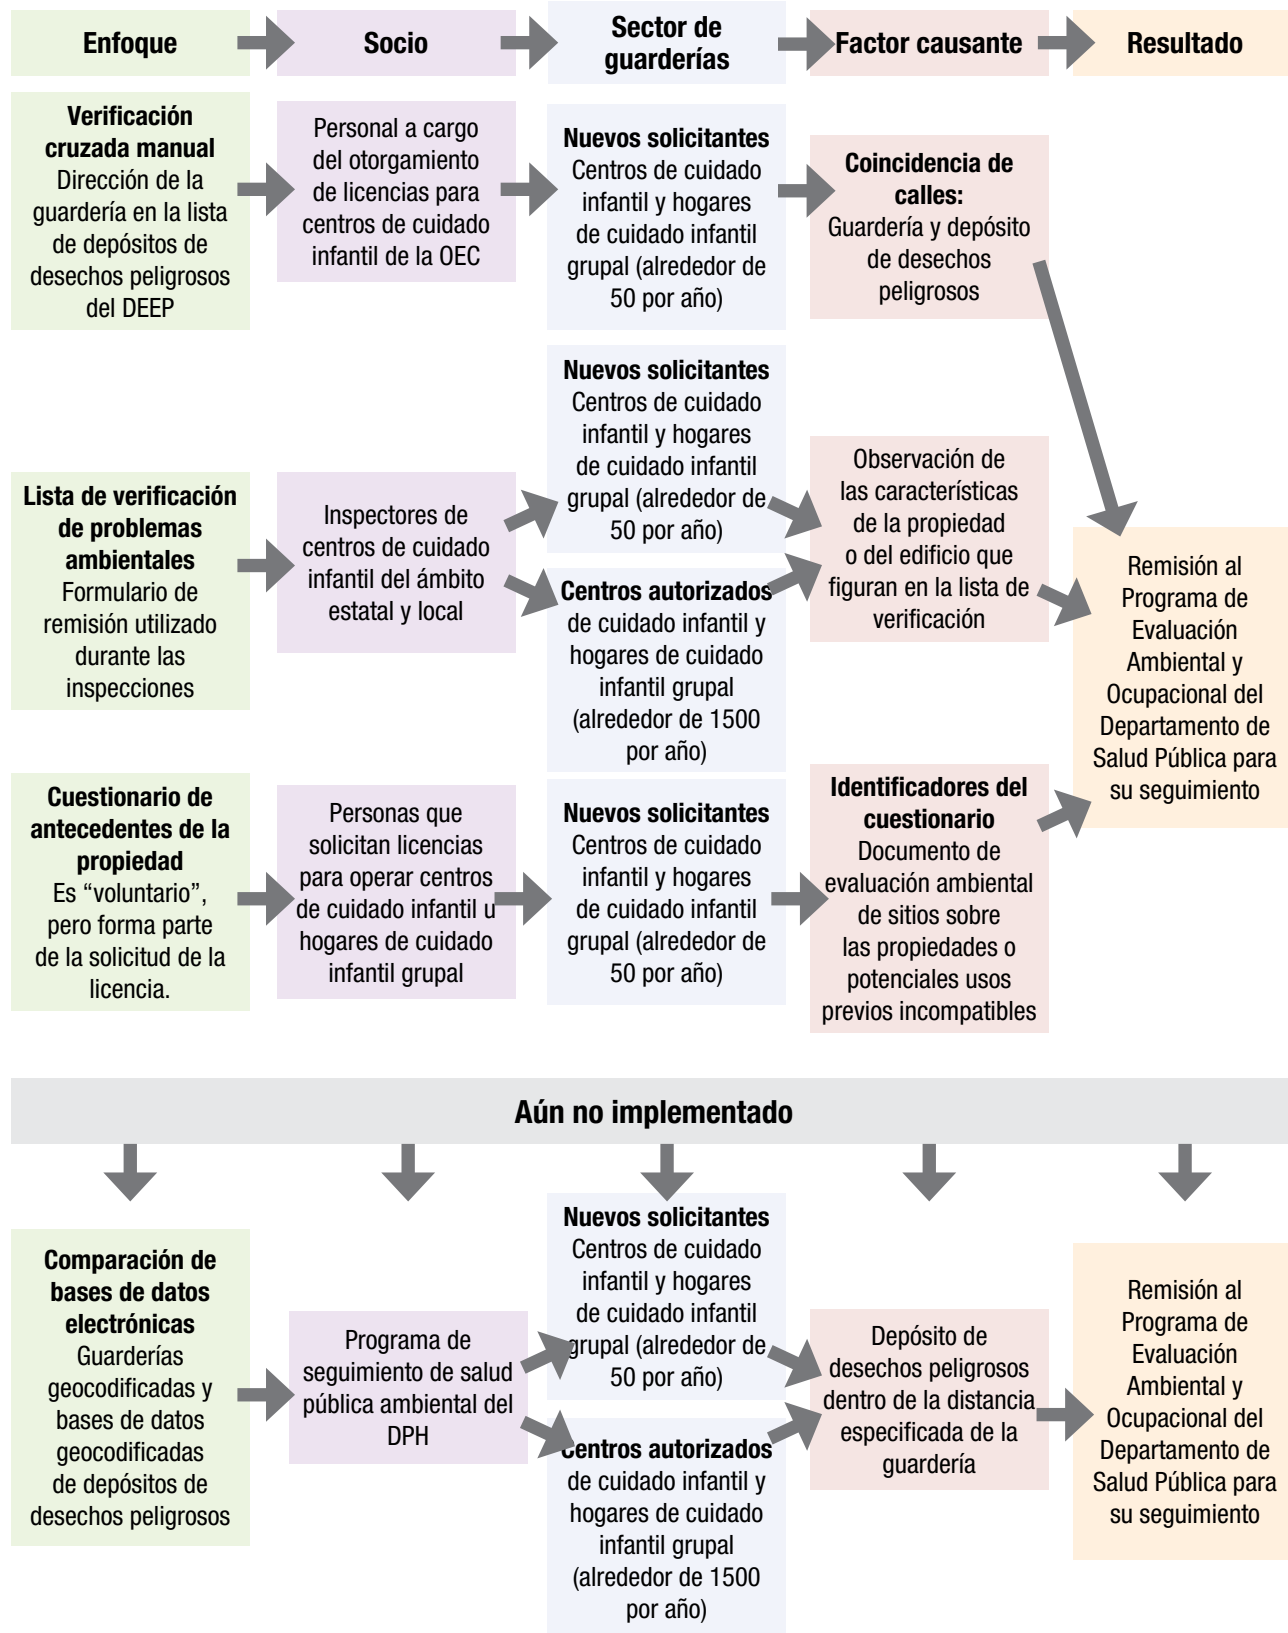 Enfoque
Socio
Sector de
guarderías
Factor causante
Resultado
Verificación
cruzada manual
Dirección de la
guardería en la lista
de depósitos de
desechos peligrosos
del DEEP
Personal a cargo
del otorgamiento
de licencias para
centros de cuidado
infantil de la OEC
Nuevos solicitantes
Centros de cuidado
infantil y hogares
de cuidado infantil
grupal (alrededor de
50 por año)
Coincidencia de
calles:
Guardería y depósito
de desechos
peligrosos
Lista de verificación
de problemas
ambientales
Formulario de
remisión utilizado
durante las
inspecciones
Inspectores de
centros de cuidado
infantil del ámbito
estatal y local
Nuevos solicitantes
Centros de cuidado
infantil y hogares
de cuidado infantil
grupal (alrededor de
50 por año)
Centros autorizados
de cuidado infantil y
hogares de cuidado
infantil grupal
(alrededor de 1500
por año)
Observación de
las características
de la propiedad
o del edificio que
figuran en la lista de
verificación
Remisión al
Programa de
Evaluación
Ambiental y
Ocupacional del
Departamento de
Salud Pública para
su seguimiento
Cuestionario de
antecedentes de la
propiedad
Es “voluntario”,
pero forma parte
de la solicitud de la
licencia.
Personas que
solicitan licencias
para operar centros
de cuidado infantil u
hogares de cuidado
infantil grupal
Nuevos solicitantes
Centros de cuidado
infantil y hogares
de cuidado infantil
grupal (alrededor de
50 por año)
Identificadores del
cuestionario
Documento de
evaluación ambiental
de sitios sobre
las propiedades o
potenciales usos
previos incompatibles
Aún no implementado
Comparación de
bases de datos
electrónicas
Guarderías
geocodificadas y
bases de datos
geocodificadas
de depósitos de
desechos peligrosos
Programa de
seguimiento de salud
pública ambiental del
DPH
Nuevos solicitantes
Centros de cuidado
infantil y hogares
de cuidado infantil
grupal (alrededor de
50 por año)
Centros autorizados
de cuidado infantil y
hogares de cuidado
infantil grupal
(alrededor de 1500
por año)
Depósito de
desechos peligrosos
dentro de la distancia
especificada de la
guardería
Remisión al
Programa de
Evaluación
Ambiental y
Ocupacional del
Departamento de
Salud Pública para
su seguimiento